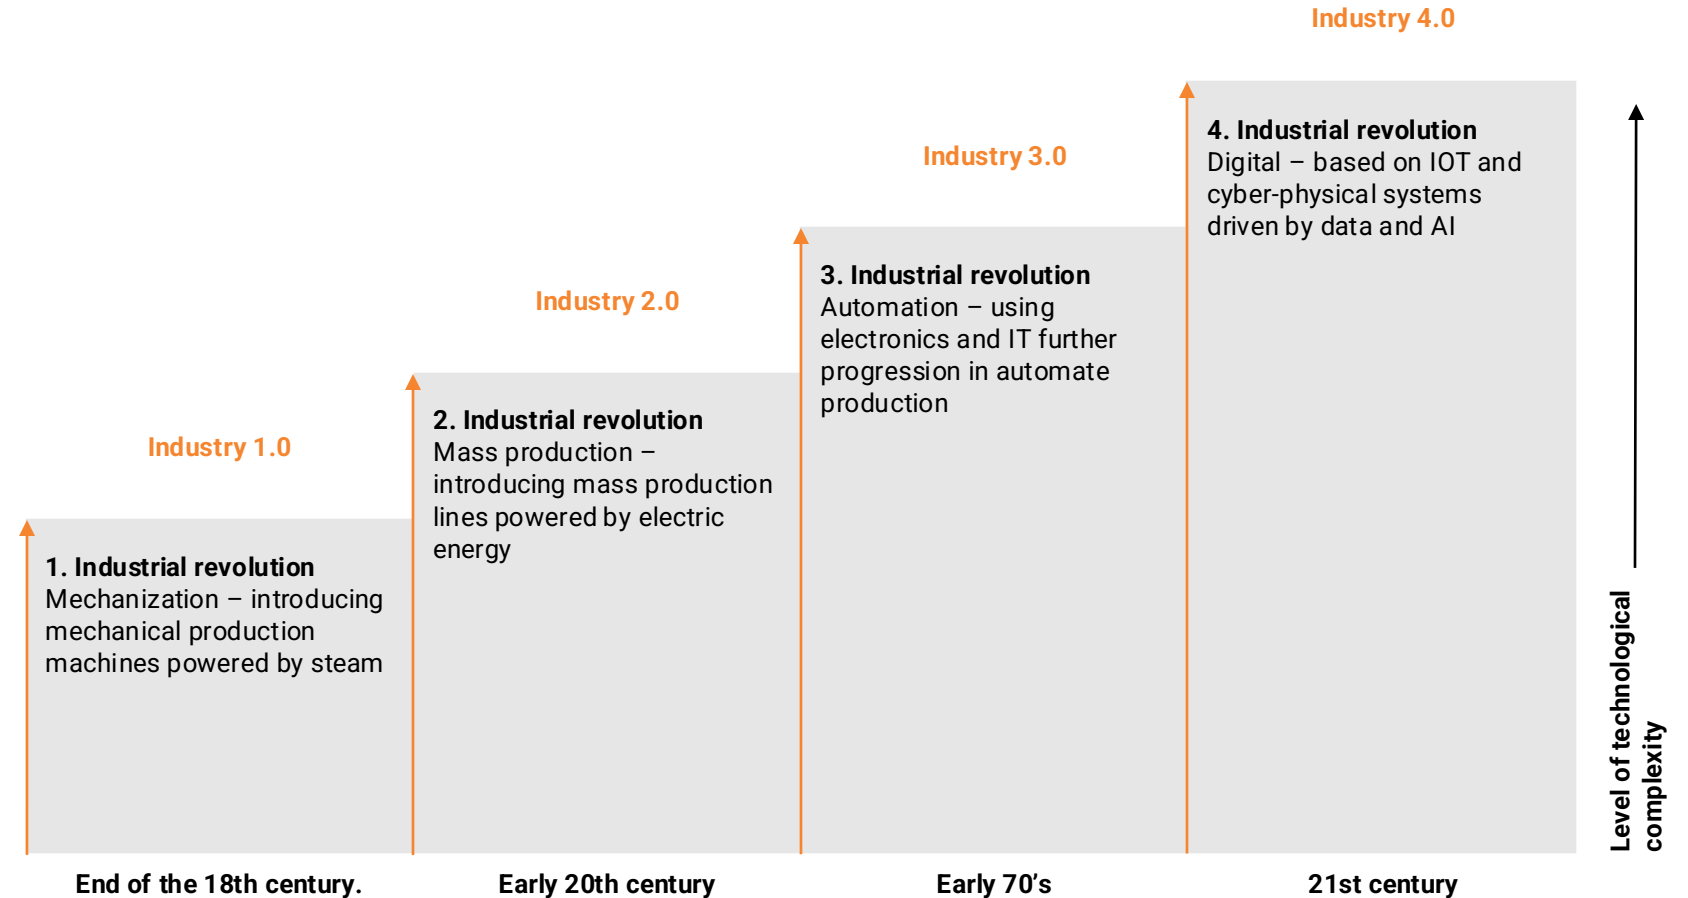 Industry 4.0
4. Industrial revolution
Digital – based on IOT and
cyber-physical systems
driven by data and AI
Industry 3.0
3. Industrial revolution
Automation – using
electronics and IT further
progression in automate
production
Industry 2.0
2. Industrial revolution
Mass production –
introducing mass production
lines powered by electric
energy
Industry 1.0
1. Industrial revolution
Mechanization – introducing
mechanical production
machines powered by steam
Level of technological
complexity
End of the 18th century.
Early 20th century
Early 70's
21st century